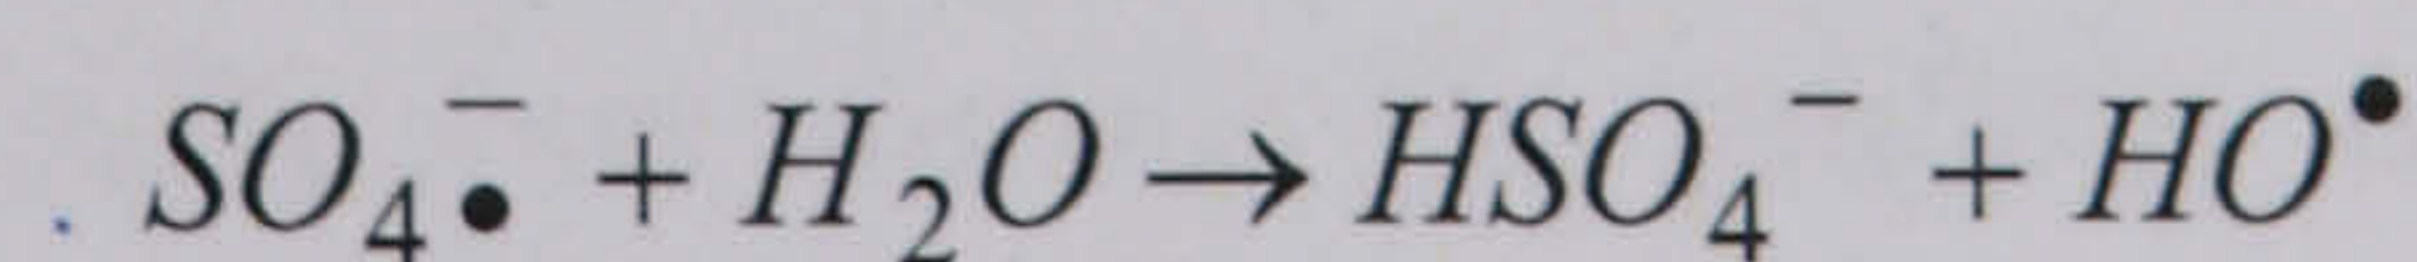 SO₄•⁻ + H₂O → HSO₄⁻ + HO•